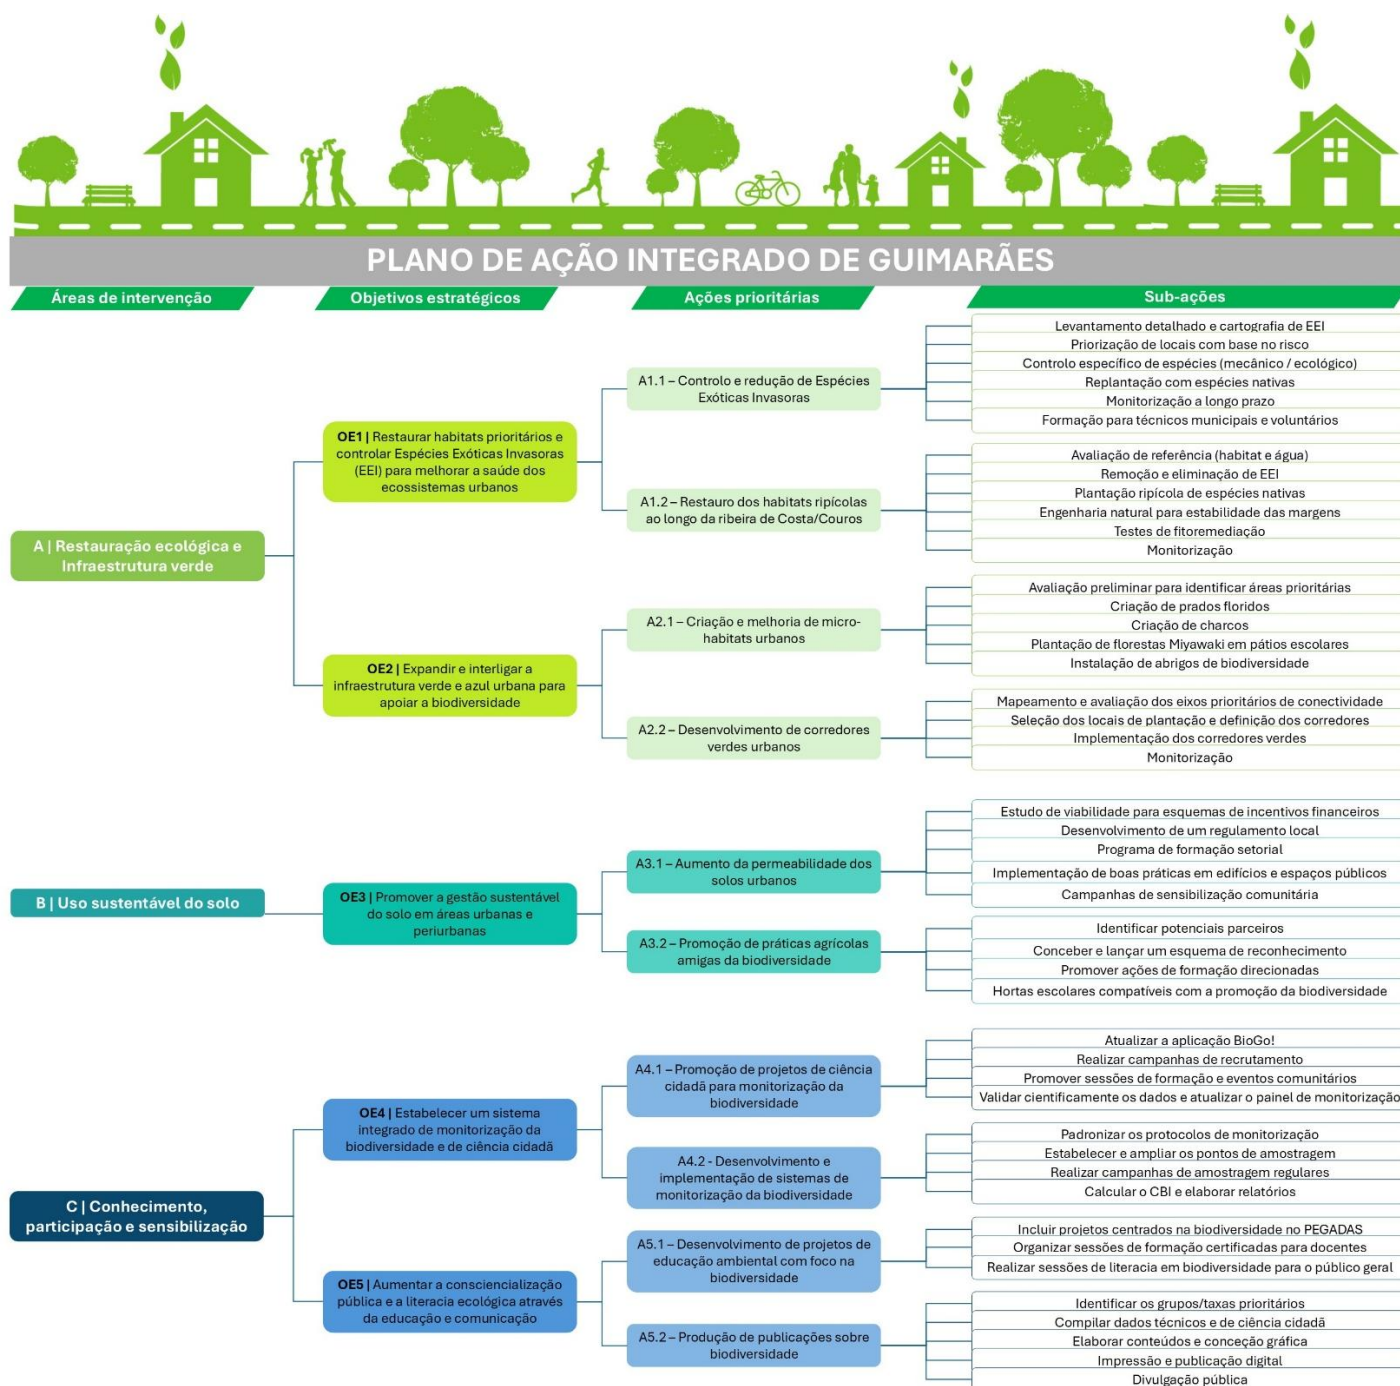 PLANO DE AÇÃO INTEGRADO DE GUIMARÃES
Áreas de intervenção
Objetivos estratégicos
Ações prioritárias
Sub-ações
A | Restauração ecológica e
Infraestrutura verde
OE1 | Restaurar habitats prioritários e
controlar Espécies Exóticas Invasoras
(EEI) para melhorar a saúde dos
ecossistemas urbanos
A1.1 – Controlo e redução de Espécies
Exóticas Invasoras
Levantamento detalhado e cartografia de EEI
Priorização de locais com base no risco
Controlo específico de espécies (mecânico / ecológico)
Replantação com espécies nativas
Monitorização a longo prazo
Formação para técnicos municipais e voluntários
A1.2 – Restauro dos habitats ripícolas
ao longo da ribeira de Costa/Couros
Avaliação de referência (habitat e água)
Remoção e eliminação de EEI
Plantação ripícola de espécies nativas
Engenharia natural para estabilidade das margens
Testes de fitoremediação
Monitorização
OE2 | Expandir e interligar a
infraestrutura verde e azul urbana para
apoiar a biodiversidade
A2.1 – Criação e melhoria de micro-
habitats urbanos
Avaliação preliminar para identificar áreas prioritárias
Criação de prados floridos
Criação de charcos
Plantação de florestas Miyawaki em pátios escolares
Instalação de abrigos de biodiversidade
A2.2 – Desenvolvimento de corredores
verdes urbanos
Mapeamento e avaliação dos eixos prioritários de conectividade
Seleção dos locais de plantação e definição dos corredores
Implementação dos corredores verdes
Monitorização
B | Uso sustentável do solo
OE3 | Promover a gestão sustentável
do solo em áreas urbanas e
periurbanas
A3.1 – Aumento da permeabilidade dos
solos urbanos
Estudo de viabilidade para esquemas de incentivos financeiros
Desenvolvimento de um regulamento local
Programa de formação setorial
Implementação de boas práticas em edifícios e espaços públicos
Campanhas de sensibilização comunitária
A3.2 – Promoção de práticas agrícolas
amigas da biodiversidade
Identificar potenciais parceiros
Conceber e lançar um esquema de reconhecimento
Promover ações de formação direcionadas
Hortas escolares compatíveis com a promoção da biodiversidade
C | Conhecimento,
participação e sensibilização
OE4 | Estabelecer um sistema
integrado de monitorização da
biodiversidade e de ciência cidadã
A4.1 – Promoção de projetos de ciência
cidadã para monitorização da
biodiversidade
Atualizar a aplicação BioGo!
Realizar campanhas de recrutamento
Promover sessões de formação e eventos comunitários
Validar cientificamente os dados e atualizar o painel de monitorização
A4.2 - Desenvolvimento e
implementação de sistemas de
monitorização da biodiversidade
Padronizar os protocolos de monitorização
Estabelecer e ampliar os pontos de amostragem
Realizar campanhas de amostragem regulares
Calcular o CBI e elaborar relatórios
OE5 | Aumentar a consciencialização
pública e a literacia ecológica através
da educação e comunicação
A5.1 – Desenvolvimento de projetos de
educação ambiental com foco na
biodiversidade
Incluir projetos centrados na biodiversidade no PEGADAS
Organizar sessões de formação certificadas para docentes
Realizar sessões de literacia em biodiversidade para o público geral
A5.2 – Produção de publicações sobre
biodiversidade
Identificar os grupos/taxas prioritários
Compilar dados técnicos e de ciência cidadã
Elaborar conteúdos e conceção gráfica
Impressão e publicação digital
Divulgação pública